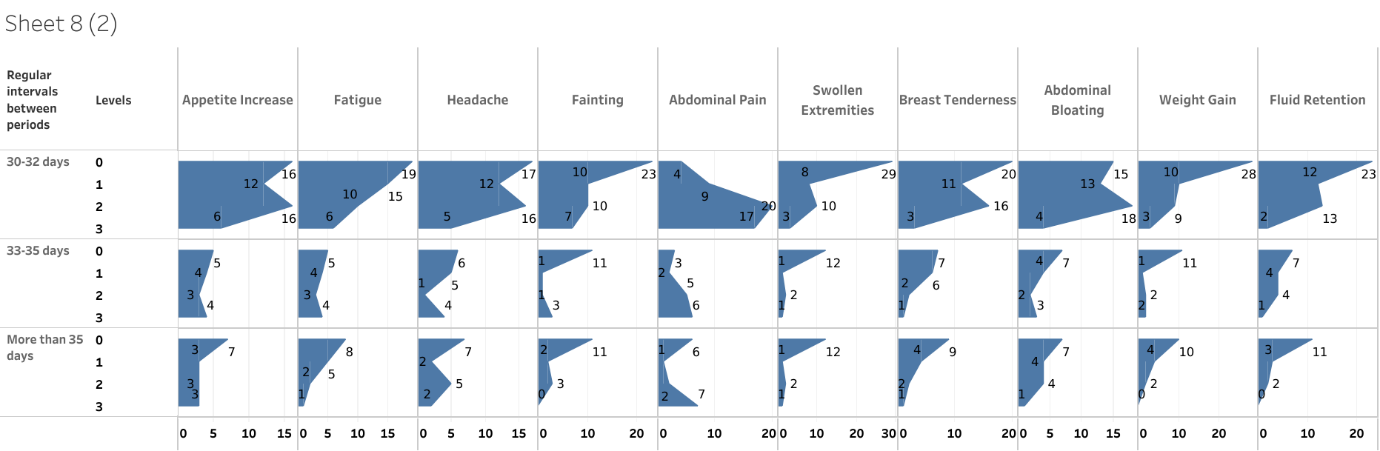 Sheet 8 (2)
Regular
intervals
between
periods
Levels
Appetite Increase
Fatigue
Headache
Fainting
Abdominal Pain
Swollen
Extremities
Breast Tenderness
Abdominal
Bloating
Weight Gain
Fluid Retention
30-32 days
0
16 19 17 10 23 4 8 29 20 15 10 28 12 23
1
12 10 15 12 9 11 13
2
6 16 6 5 16 7 10 17 20 3 10 3 16 4 18 3 9 2 13
3
33-35 days
0
5 5 6 1 11 3 1 12 7 4 7 1 11 7
1
4 4 1 5 2 5 2 6 4
2
3 4 3 4 4 1 3 6 1 2 1 2 3 2 2 1 4
3
More than 35
days
0
3 7 8 7 2 11 1 6 1 12 4 9 7 4 10 3 11
1
2 5 2 4
2
3 3 1 2 5 0 3 2 7 1 2 2 1 1 4 0 2 0 2
3
0 5 10 15 0 5 10 15 0 5 10 15 0 10 20 0 10 20 0 10 20 30 0 10 20 0 5 10 15 0 10 20 0 10 20